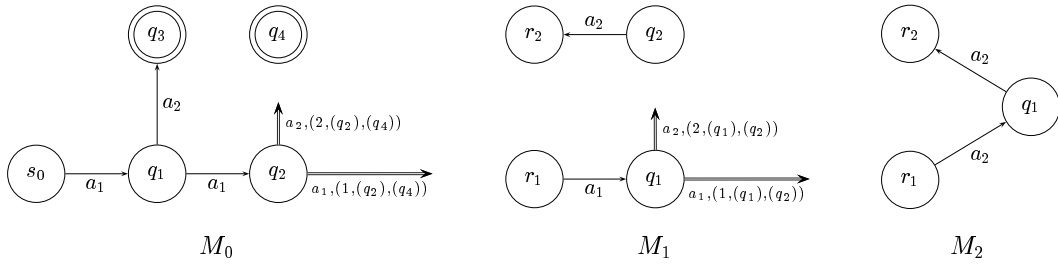 q₃ q₄ r₂ a₂ q₂ r₂
a₂ a₂
a₂,(2,(q₂),(q₄)) a₂,(2,(q₁),(q₂)) q₁
s₀ a₁ q₁ a₁ q₂ r₁ a₁ q₁ r₁ a₂
a₁,(1,(q₂),(q₄)) a₁,(1,(q₁),(q₂))
M₀ M₁ M₂